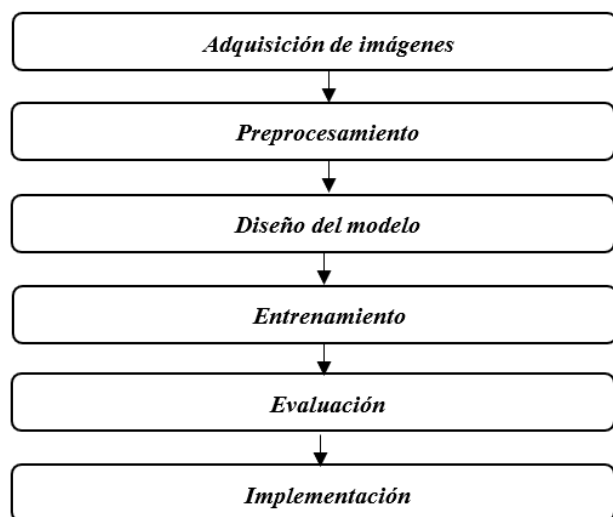 Adquisición de imágenes
Preprocesamiento
Diseño del modelo
Entrenamiento
Evaluación
Implementación